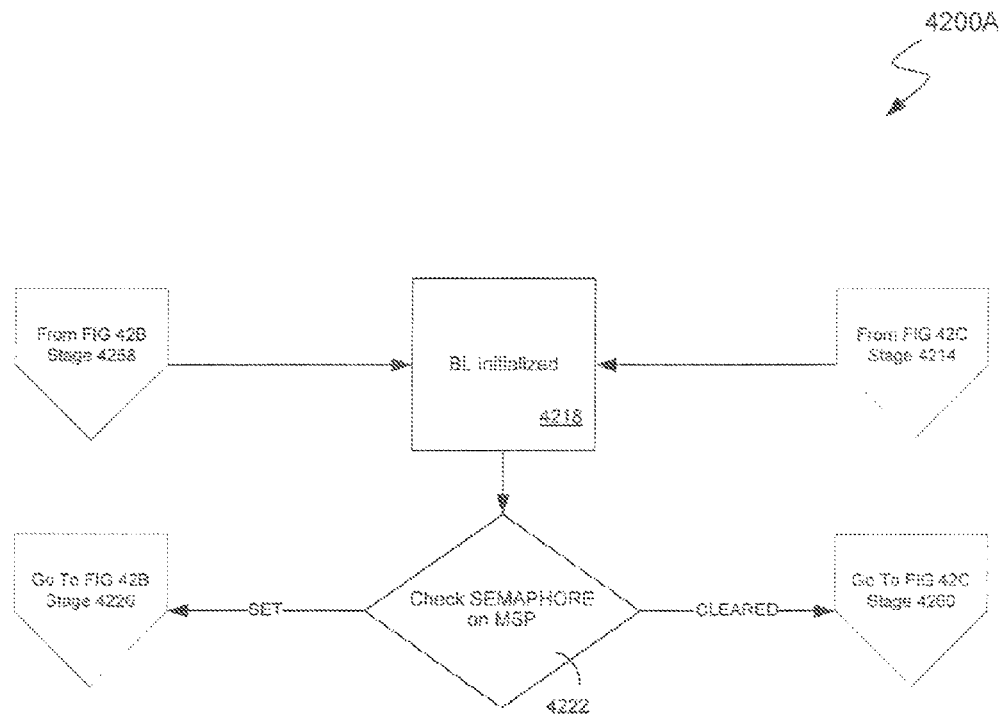 4200A
From FIG 42B
Stage 4258
BL initialized
4218
From FIG 42C
Stage 4214
Go To FIG 42B
Stage 4226
SET
Check SEMAPHORE
on MSP
CLEARED
Go To FIG 42C
Stage 4260
4222